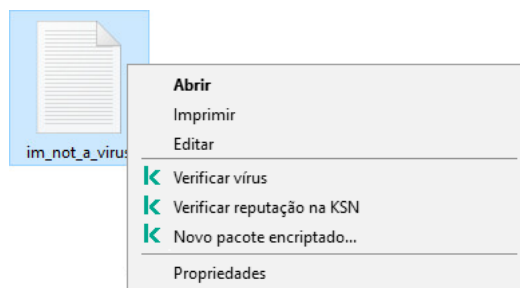 Abrir
Imprimir
Editar
im_not_a_virus
Verificar vírus
Verificar reputação na KSN
Novo pacote encriptado...
Propriedades